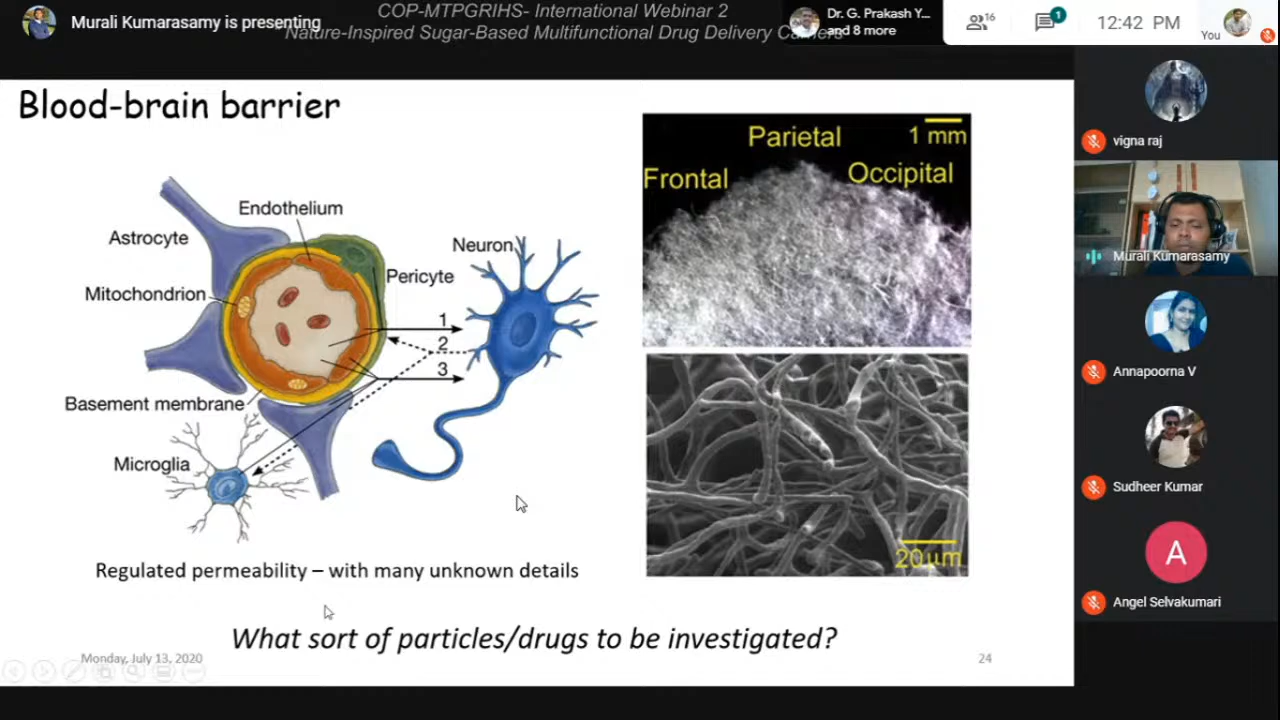 COP-MTPGRIHS- International Webinar 2
Murali Kumarasamy is presenting
Nature-Inspired Sugar-Based Multifunctional Drug Delivery Carriers
Dr. G. Prakash Y...
and 8 more
16
1
12:42 PM
You
Blood-brain barrier
Endothelium
Astrocyte
Neuron
Mitochondrion
Pericyte
1
2
3
Basement membrane
Microglia
Regulated permeability – with many unknown details
What sort of particles/drugs to be investigated?
Monday, July 13, 2020
24
Parietal
1 mm
Frontal
Occipital
20 µm
vigna raj
Murali Kumarasamy
Annapoorna V
Sudheer Kumar
A
Angel Selvakumari